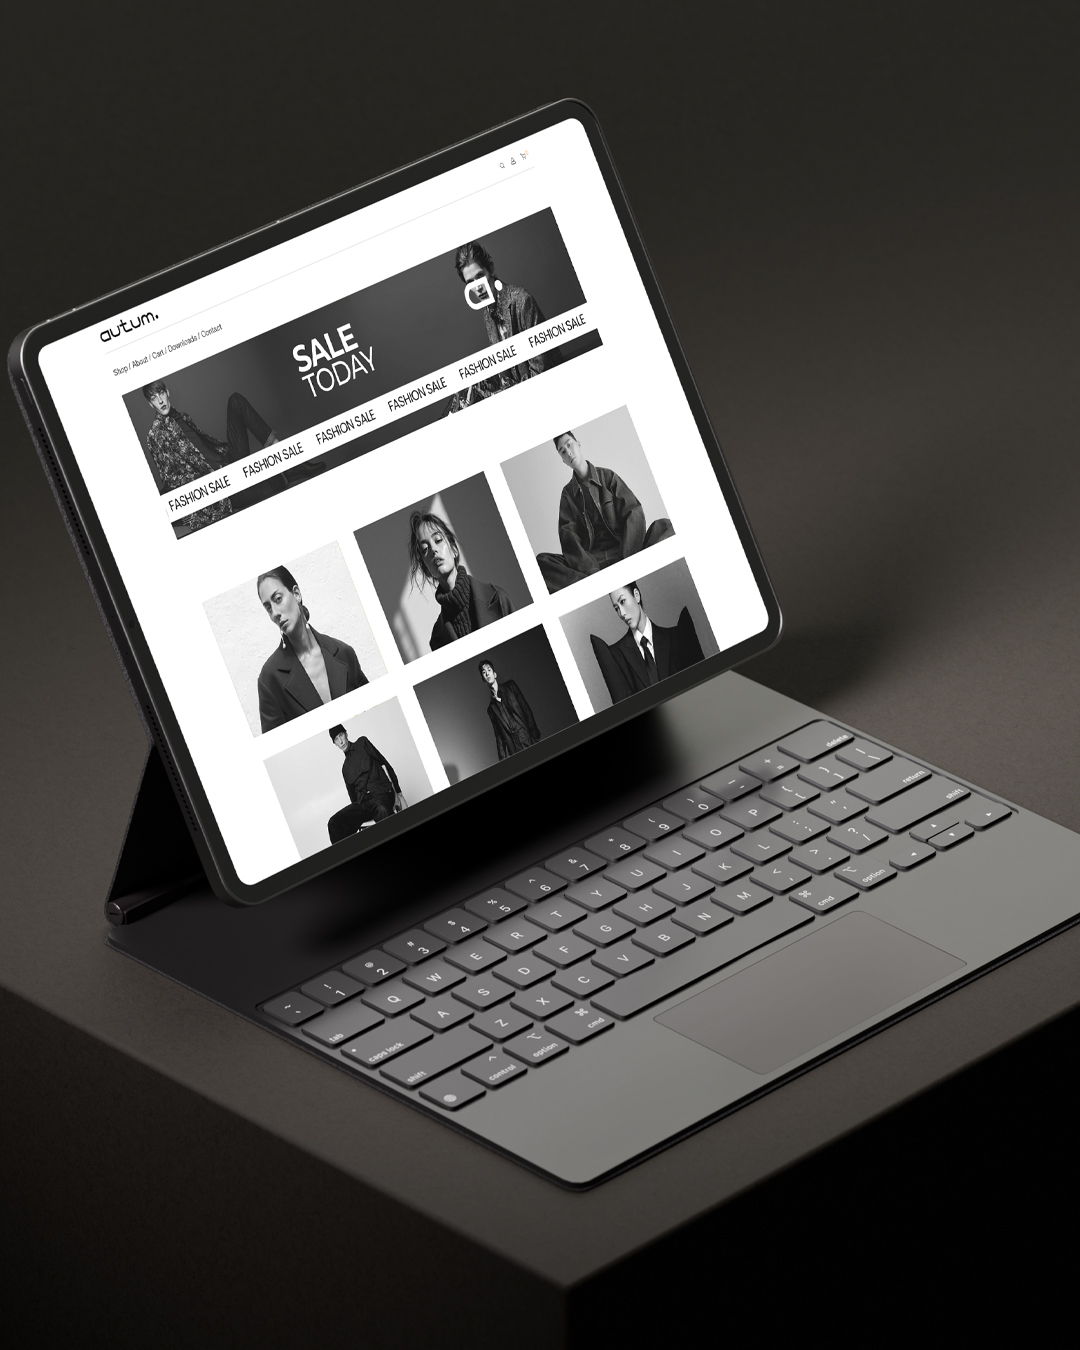 autum.
Shop / About / Cart / Downloads / Contact
SALE
TODAY
a.
FASHION SALE FASHION SALE FASHION SALE FASHION SALE FASHION SALE FASHION SALE
~ ` ! 1 @ 2 # 3 $ 4 % 5 ^ 6 & 7 * 8 ( 9 ) 0 — - + = delete
tab Q W E R T Y U I O P { [ } ] | \
caps lock A S D F G H J K L : ; " ' return
shift Z X C V B N M < , > . ? / shift
control option cmd cmd option